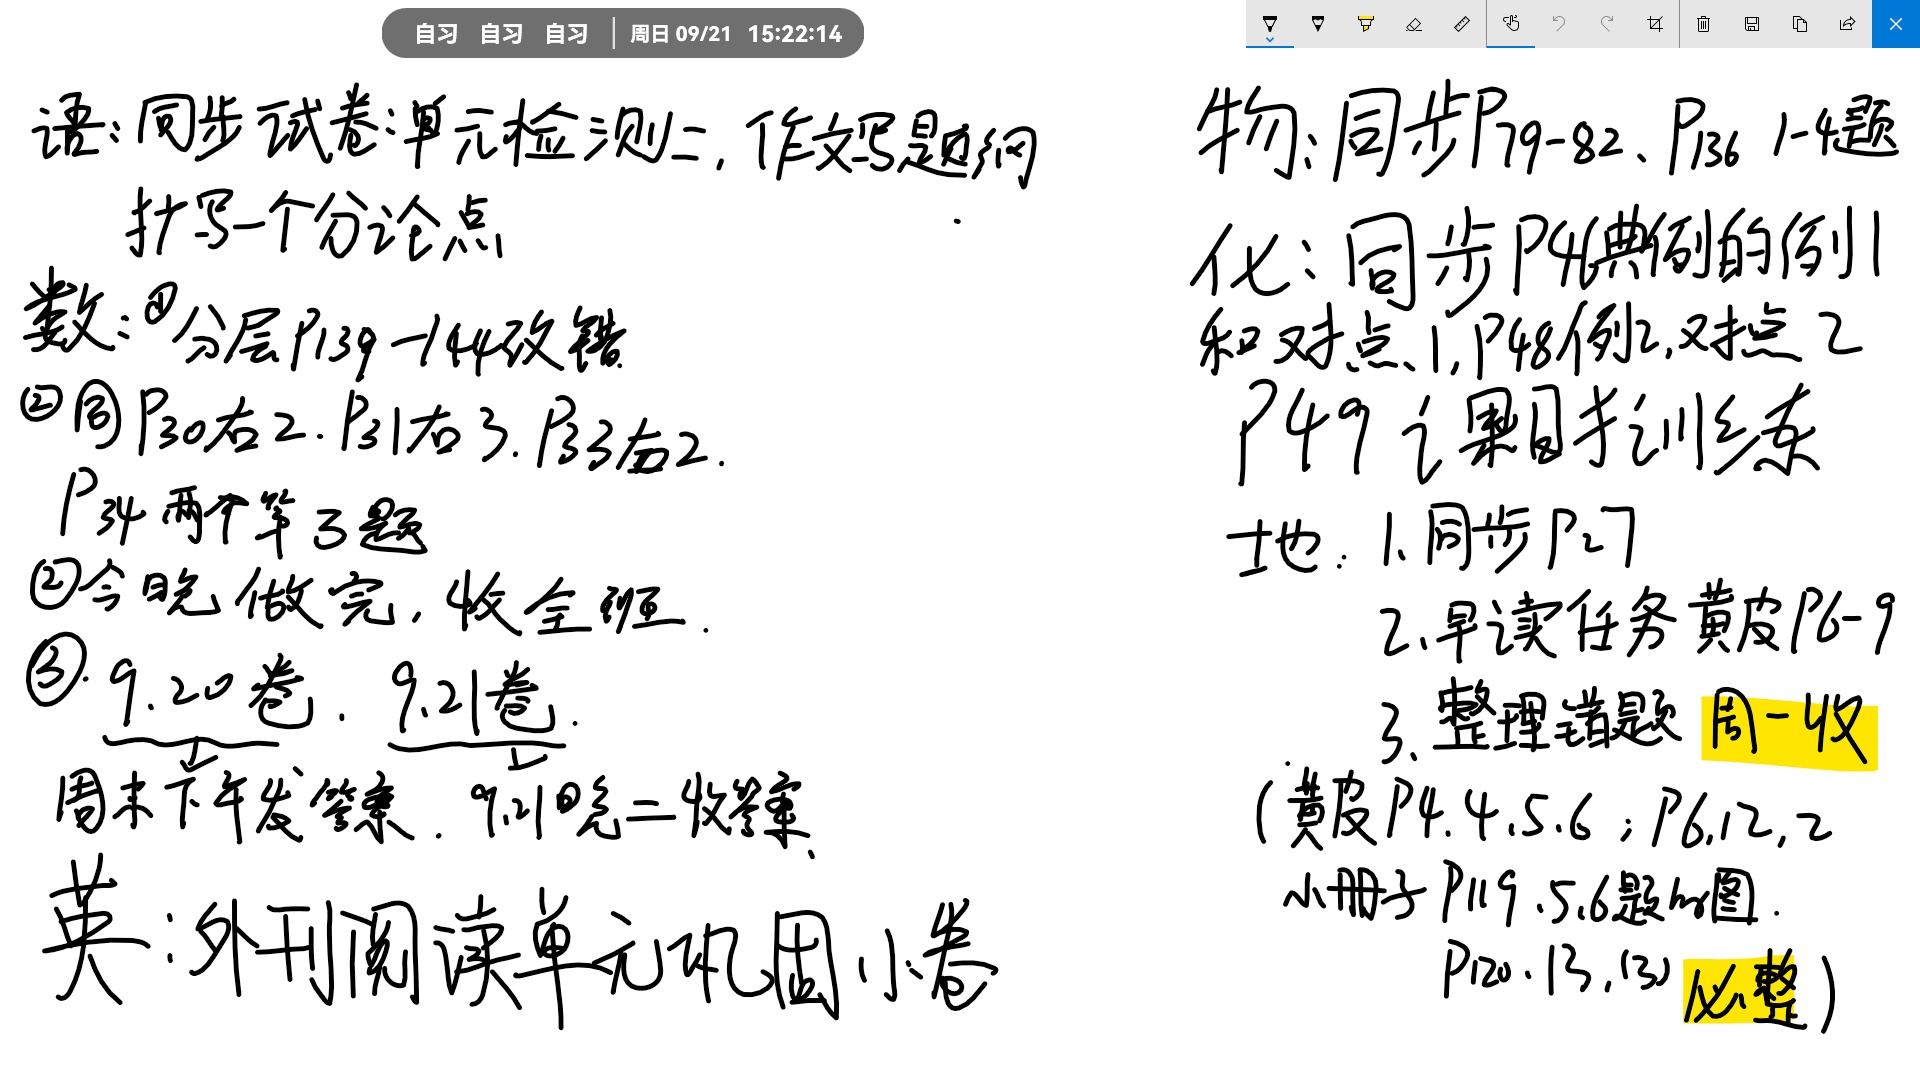 自习 自习 自习 周日 09/21 15:22:14
语:同步试卷:单元检测二,作文写题纲
抄写一个分论点
数:①分层P139-144改错.
②同P30右2.P31右3.P33右2.
P34两个第3题
②今晚做完,收全班.
③.9.20卷.9.21卷.
周末下午发答案.9.21日晚二收答案.
英:外刊阅读单元巩固小卷
物:同步P79-82、P136 1-4题
化:同步P46典例的例1
和对点、1,P48例2,对点2
P49 课目标训练
地:1、同步P27
2、早读任务黄皮P6-9
3、整理错题 周一收
(黄皮P4.4.5.6;P6,12,2
小册子P119.5,6题的图.
P120.13,(3) 必整)